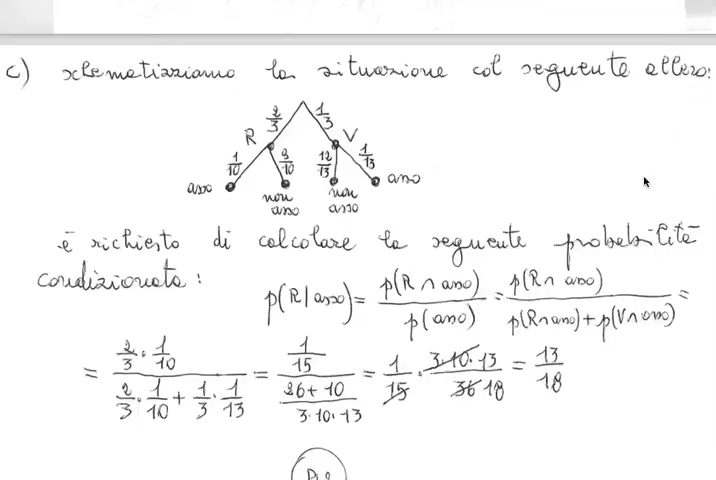 c) schematizziamo la situazione col seguente albero:
2/3 1/3
R V
1/10 9/10 12/13 1/13
asso non asso non asso asso
è richiesto di calcolare la seguente probabilità
condizionata: p(R|asso) = p(R∩asso)/p(asso) = p(R∩asso)/(p(R∩asso)+p(V∩asso)) =
= (2/3 · 1/10)/(2/3 · 1/10 + 1/3 · 1/13) = (1/15)/((26+10)/(3·10·13)) = 1/15 · (3·10·13)/(36 18) = 13/18